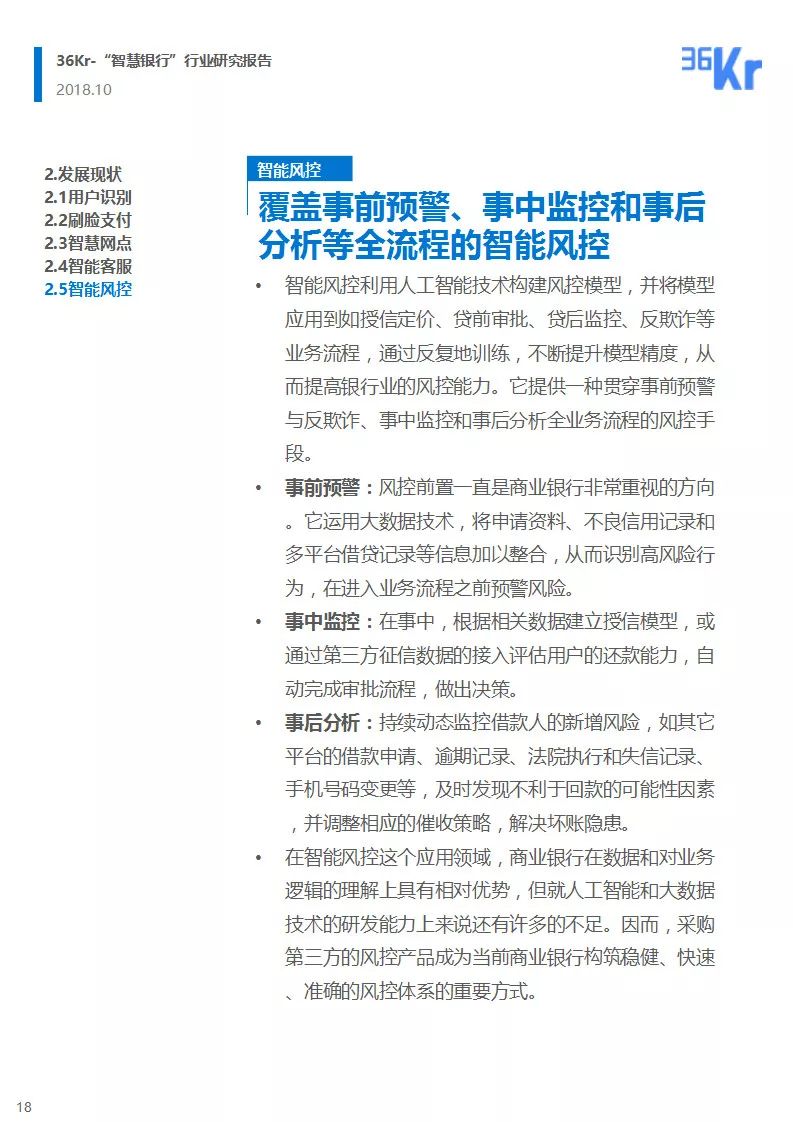 36Kr-“智慧银行”行业研究报告
2018.10
36Kr
2.发展现状
2.1用户识别
2.2刷脸支付
2.3智慧网点
2.4智能客服
2.5智能风控
智能风控
覆盖事前预警、事中监控和事后
分析等全流程的智能风控
• 智能风控利用人工智能技术构建风控模型，并将模型
应用到如授信定价、贷前审批、贷后监控、反欺诈等
业务流程，通过反复地训练，不断提升模型精度，从
而提高银行业的风控能力。它提供一种贯穿事前预警
与反欺诈、事中监控和事后分析全业务流程的风控手
段。
• 事前预警：风控前置一直是商业银行非常重视的方向
。它运用大数据技术，将申请资料、不良信用记录和
多平台借贷记录等信息加以整合，从而识别高风险行
为，在进入业务流程之前预警风险。
• 事中监控：在事中，根据相关数据建立授信模型，或
通过第三方征信数据的接入评估用户的还款能力，自
动完成审批流程，做出决策。
• 事后分析：持续动态监控借款人的新增风险，如其它
平台的借款申请、逾期记录、法院执行和失信记录、
手机号码变更等，及时发现不利于回款的可能性因素
，并调整相应的催收策略，解决坏账隐患。
• 在智能风控这个应用领域，商业银行在数据和对业务
逻辑的理解上具有相对优势，但就人工智能和大数据
技术的研发能力上来说还有许多的不足。因而，采购
第三方的风控产品成为当前商业银行构筑稳健、快速
、准确的风控体系的重要方式。
18